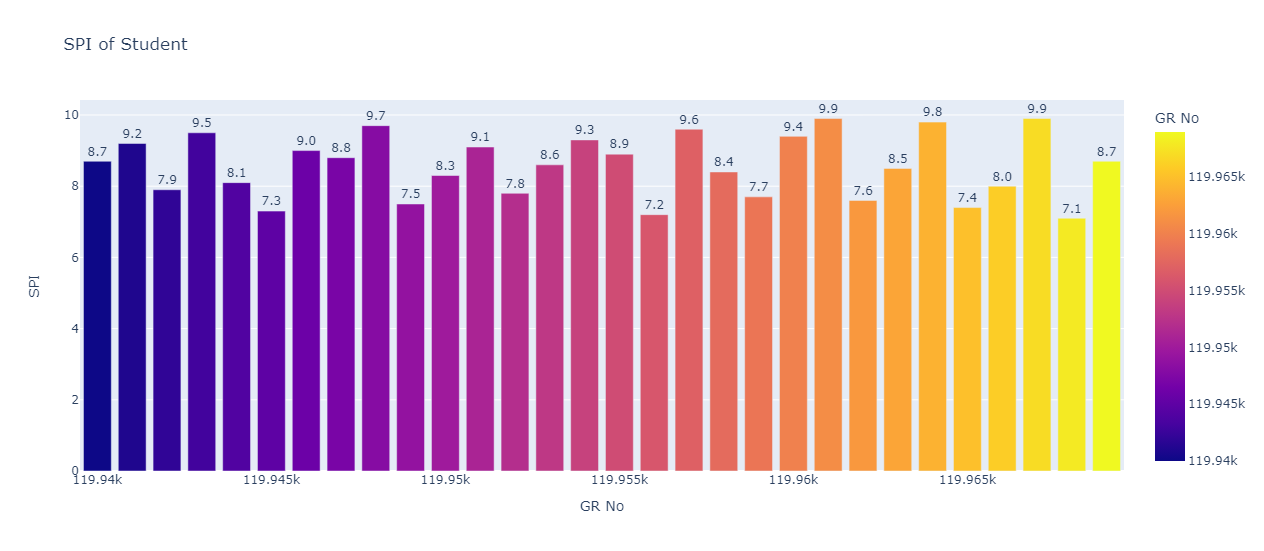 SPI of Student
SPI
10
8
6
4
2
0
8.7 9.2 7.9 9.5 8.1 7.3 9.0 8.8 9.7 7.5 8.3 9.1 7.8 8.6 9.3 8.9 7.2 9.6 8.4 7.7 9.4 9.9 7.6 8.5 9.8 7.4 8.0 9.9 7.1 8.7
119.94k 119.945k 119.95k 119.955k 119.96k 119.965k
GR No
GR No
119.965k
119.96k
119.955k
119.95k
119.945k
119.94k